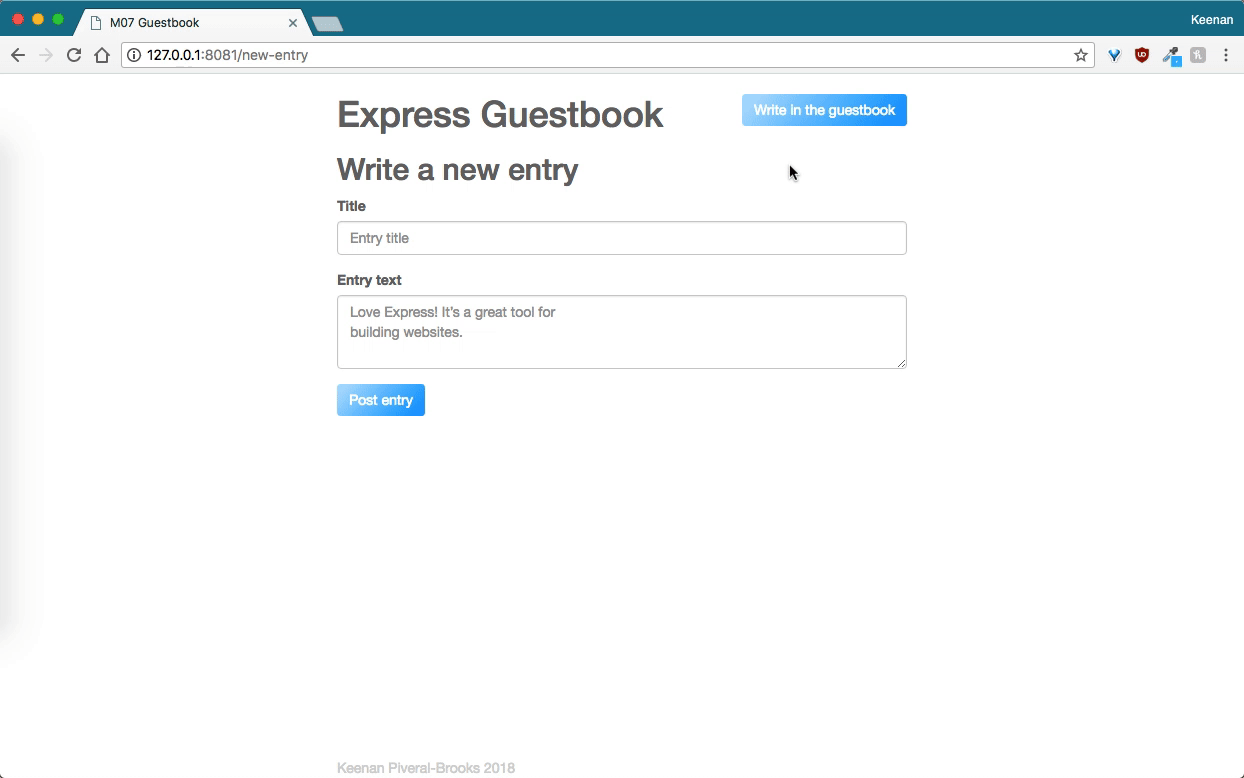 M07 Guestbook
Keenan
127.0.0.1:8081/new-entry
Express Guestbook
Write in the guestbook
Write a new entry
Title
Entry title
Entry text
Love Express! It's a great tool for
building websites.
Post entry
Keenan Piveral-Brooks 2018